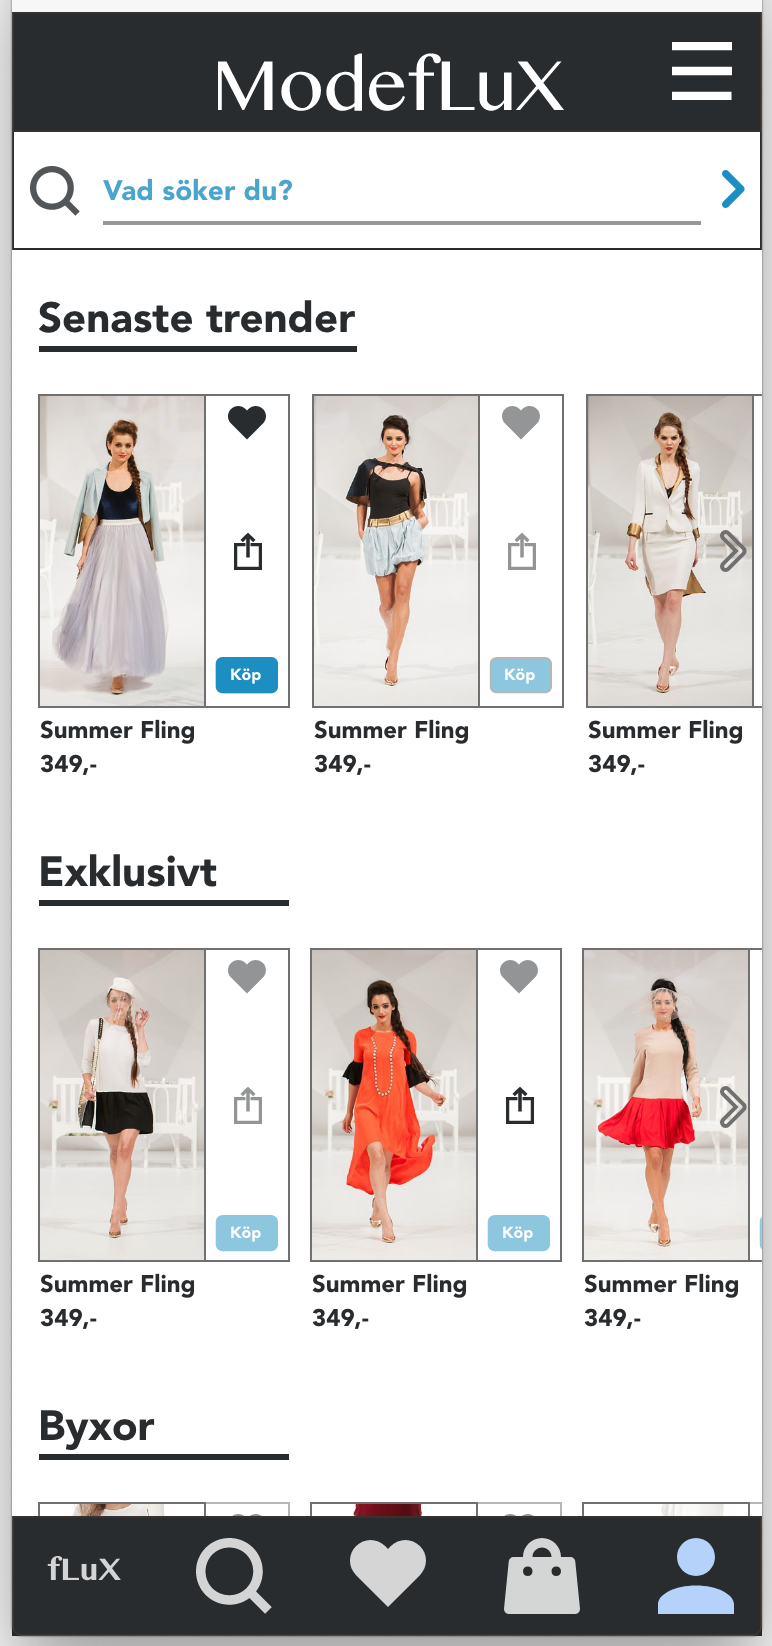 ModefLuX
Vad söker du?
Senaste trender
Köp
Köp
Summer Fling
349,-
Summer Fling
349,-
Summer Fling
349,-
Exklusivt
Köp
Köp
Summer Fling
349,-
Summer Fling
349,-
Summer Fling
349,-
Byxor
fLuX